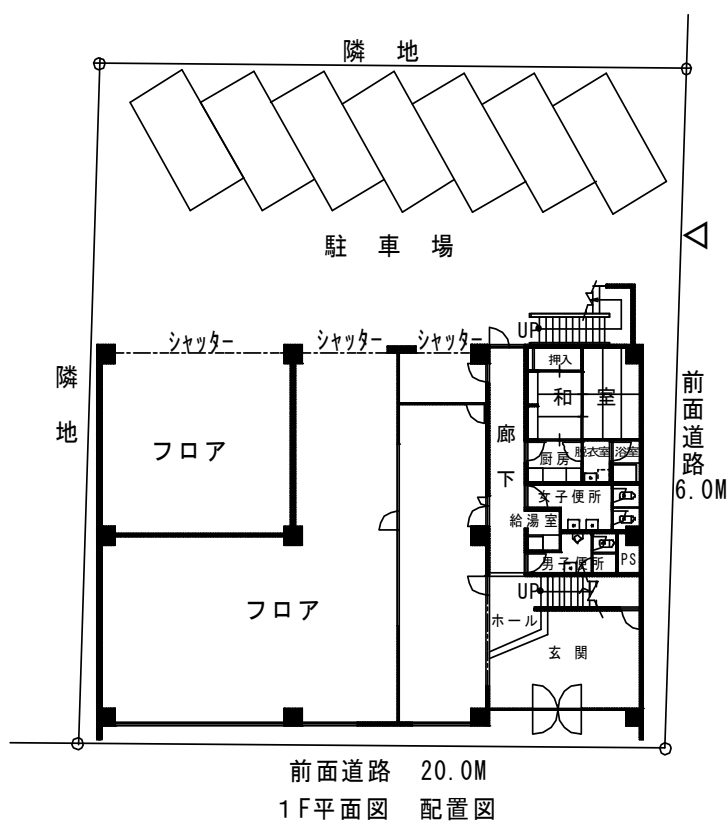 隣 地
駐 車 場
シャッター シャッター シャッター
UP
押入
和 室
隣地
前面道路
6.0M
フロア
廊下
厨房 脱衣室 浴室
女子便所
給湯室
男子便所 PS
フロア
UP
ホール
玄 関
前面道路 20.0M
1F平面図 配置図